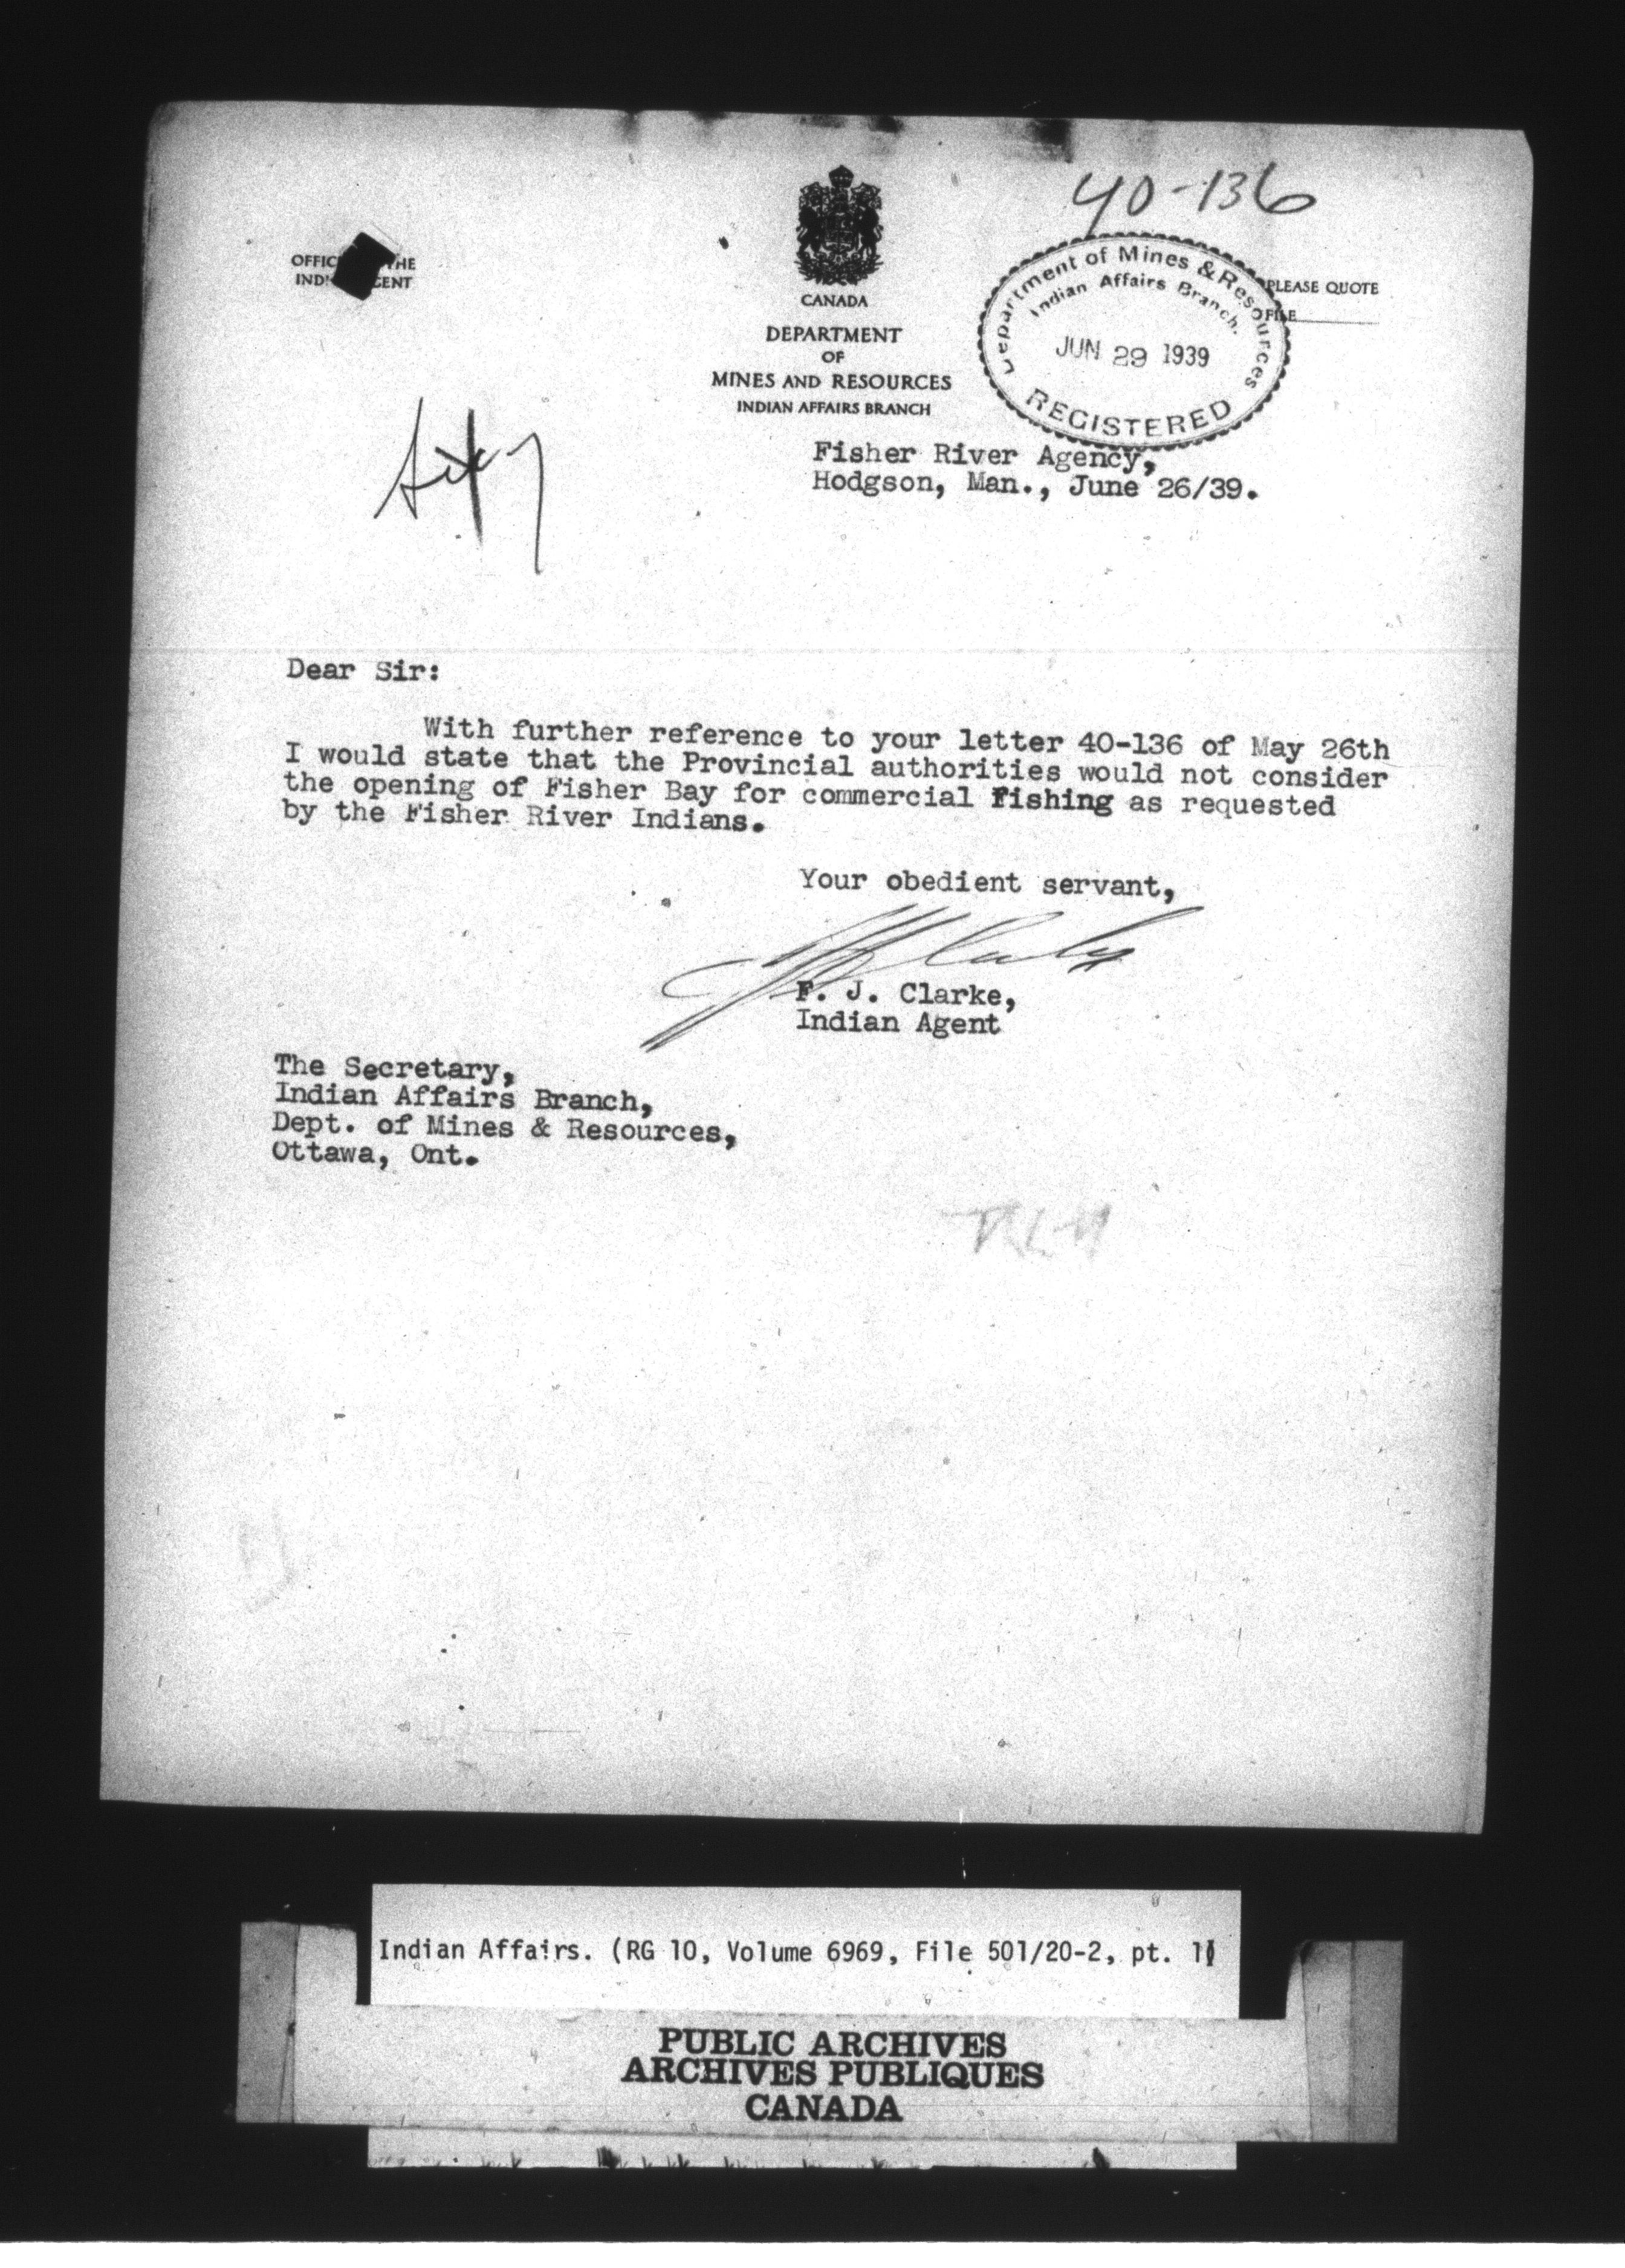 40-136
OFFIC THE
IND GENT
CANADA
DEPARTMENT
OF
MINES AND RESOURCES
INDIAN AFFAIRS BRANCH
Department of Mines & Resources
Indian Affairs Branch.
JUN 29 1939
REGISTERED
PLEASE QUOTE
FILE
Fisher River Agency,
Hodgson, Man., June 26/39.
Dear Sir:
With further reference to your letter 40-136 of May 26th
I would state that the Provincial authorities would not consider
the opening of Fisher Bay for commercial Fishing as requested
by the Fisher River Indians.
Your obedient servant,
F. J. Clarke,
Indian Agent
The Secretary,
Indian Affairs Branch,
Dept. of Mines & Resources,
Ottawa, Ont.
Indian Affairs. (RG 10, Volume 6969, File 501/20-2, pt. 1)
PUBLIC ARCHIVES
ARCHIVES PUBLIQUES
CANADA